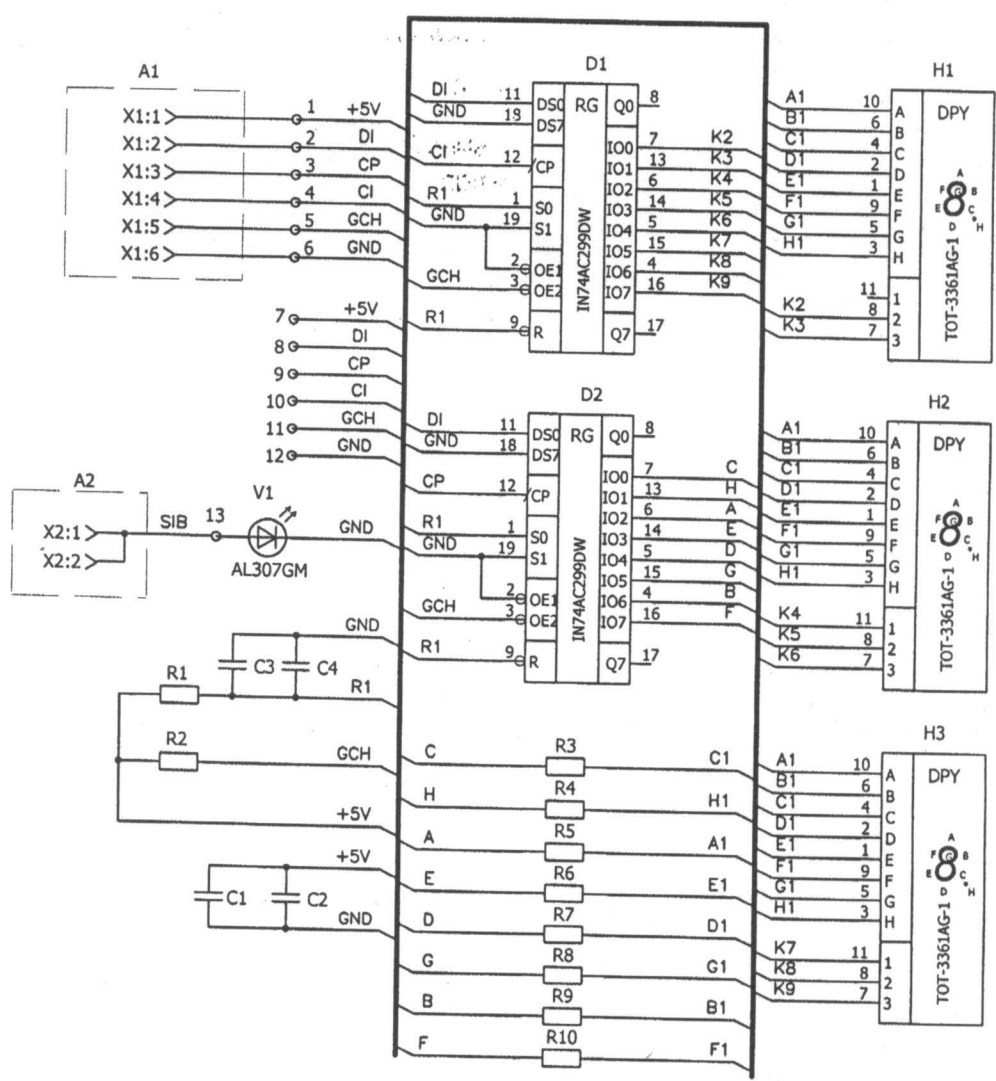 A1
X1:1 1 +5V
X1:2 2 DI
X1:3 3 CP
X1:4 4 CI
X1:5 5 GCH
X1:6 6 GND
7 +5V
8 DI
9 CP
10 CI
11 GCH
12 GND
A2
X2:1 SIB 13 V1 GND
X2:2
AL307GM
GND
C3 C4
R1 R1
R2 GCH
+5V
+5V
C1 C2
GND
D1
RG
IN74AC299DW
DI 11 DS0
GND 18 DS7
CI 12 CP
R1 1 S0
GND 19 S1
2 OE1
GCH 3 OE2
R1 9 R
Q0 8
IO0 7 K2
IO1 13 K3
IO2 6 K4
IO3 14 K5
IO4 5 K6
IO5 15 K7
IO6 4 K8
IO7 16 K9
Q7 17
D2
RG
IN74AC299DW
DI 11 DS0
GND 18 DS7
CP 12 CP
R1 1 S0
GND 19 S1
2 OE1
GCH 3 OE2
R1 9 R
Q0 8
IO0 7 C
IO1 13 H
IO2 6 A
IO3 14 E
IO4 5 D
IO5 15 G
IO6 4 B
IO7 16 F
Q7 17
C R3 C1
H R4 H1
A R5 A1
E R6 E1
D R7 D1
G R8 G1
B R9 B1
F R10 F1
H1
DPY
A1 10 A
B1 6 B
C1 4 C
D1 2 D
E1 1 E
F1 9 F
G1 5 G
H1 3 H
11 1
K2 8 2
K3 7 3
A
F G B
E C
D H
TOT-3361AG-1
H2
DPY
A1 10 A
B1 6 B
C1 4 C
D1 2 D
E1 1 E
F1 9 F
G1 5 G
H1 3 H
K4 11 1
K5 8 2
K6 7 3
A
F G B
E C
D H
TOT-3361AG-1
H3
DPY
A1 10 A
B1 6 B
C1 4 C
D1 2 D
E1 1 E
F1 9 F
G1 5 G
H1 3 H
K7 11 1
K8 8 2
K9 7 3
A
F G B
E C
D H
TOT-3361AG-1